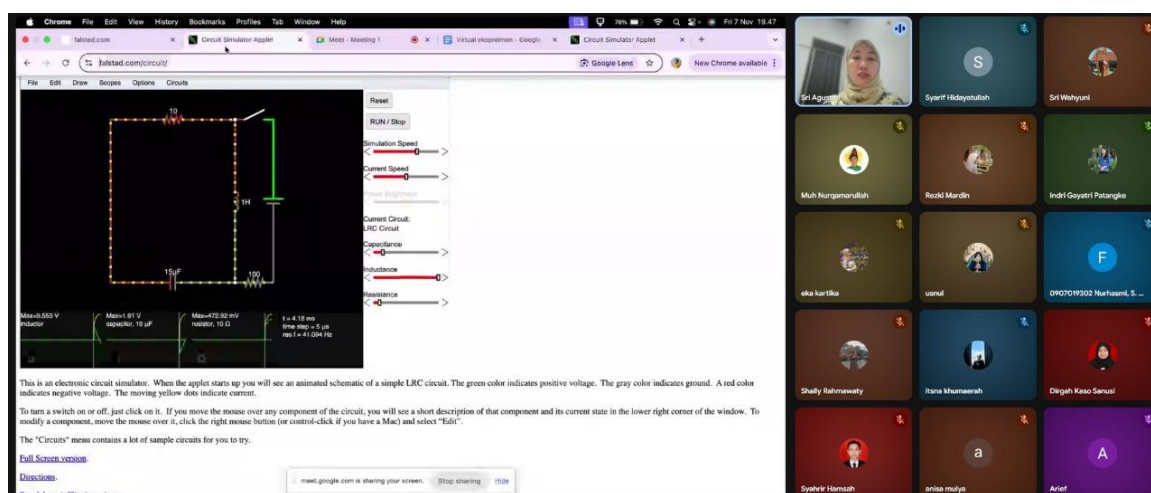 Chrome File Edit View History Bookmarks Profiles Tab Window Help
76% Fri 7 Nov 19.47
falsted.com
Circuit Simulator Applet
Meet - Meeting 1
Virtual ekspreimen - Google
Circuit Simulator Applet
falstad.com/circuit/
Google Lens
New Chrome available
File Edit Draw Scopes Options Circuits
10
1H
15µF
100
Reset
RUN / Stop
Simulation Speed
Current Speed
Power Brightness
Current Circuit:
LRC Circuit
Capacitance
Inductance
Resistance
Max=9.555 V
inductor
Max=1.91 V
capacitor, 15 µF
Max=472.92 mV
resistor, 10 Ω
t = 4.18 ms
time step = 5 µs
res.f = 41.094 Hz
This is an electronic circuit simulator. When the applet starts up you will see an animated schematic of a simple LRC circuit. The green color indicates positive voltage. The gray color indicates ground. A red color
indicates negative voltage. The moving yellow dots indicate current.
To turn a switch on or off, just click on it. If you move the mouse over any component of the circuit, you will see a short description of that component and its current state in the lower right corner of the window. To
modify a component, move the mouse over it, click the right mouse button (or control-click if you have a Mac) and select "Edit".
The "Circuits" menu contains a lot of sample circuits for you to try.
Full Screen version.
Directions.
meet.google.com is sharing your screen. Stop sharing Hide
Sri Agustini
Syarif Hidayatullah
Sri Wahyuni
Muh Nurqamarullah
Rezki Mardin
Indri Gayatri Patangke
eka kartika
usnul
F
0907019302 Nurhasmi, S. ...
S
Shelly Rahmawaty
itsna khumaerah
Dirgah Kaso Sanusi
Syahrir Hamsah
a
anisa mulya
A
Arief